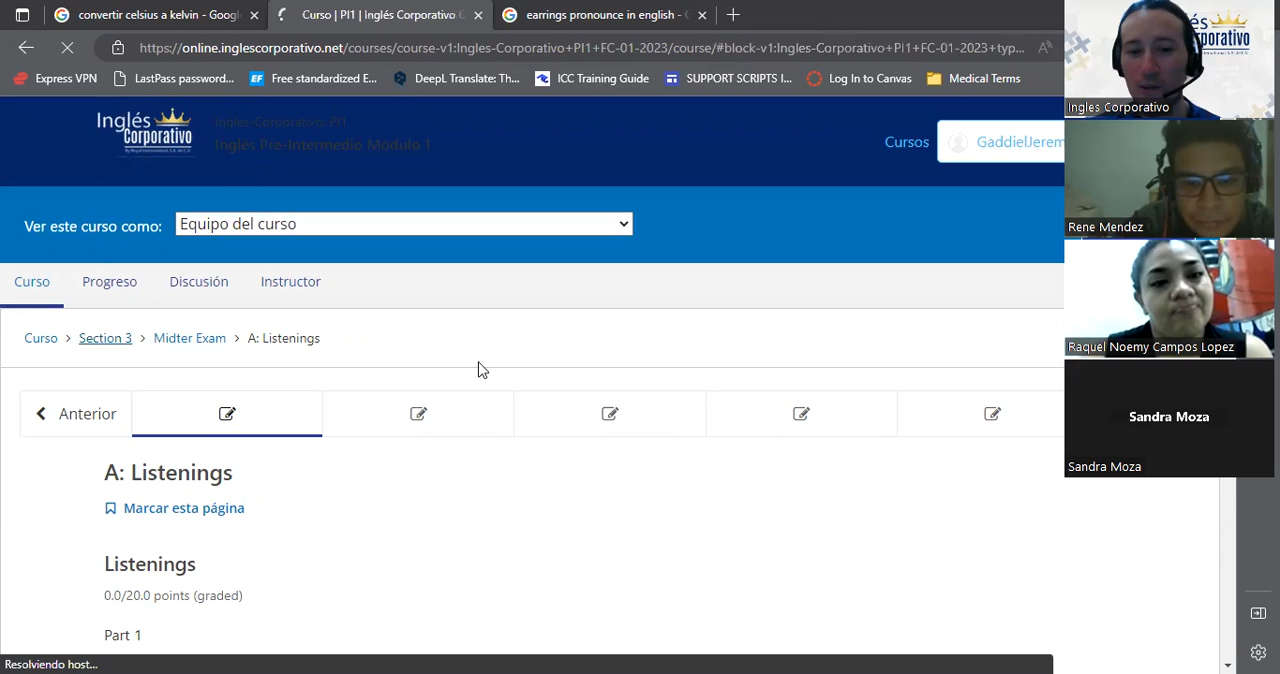 convertir celsius a kelvin - Googl
Curso | PI1 | Inglés Corporativo
earrings pronounce in english -
https://online.inglescorporativo.net/courses/course-v1:Ingles-Corporativo+PI1+FC-01-2023/course/#block-v1:Ingles-Corporativo+PI1+FC-01-2023+typ...
Express VPN
LastPass password...
EF
Free standardized E...
DeepL Translate: Th...
ICC Training Guide
SUPPORT SCRIPTS I...
Log In to Canvas
Medical Terms
Inglés
Corporativo
Ingles-Corporativo: PI1
Inglés Pre-Intermedio Módulo 1
Cursos
GaddielJerem
Ver este curso como:
Equipo del curso
Curso
Progreso
Discusión
Instructor
Curso > Section 3 > Midter Exam > A: Listenings
Anterior
A: Listenings
Marcar esta página
Listenings
0.0/20.0 points (graded)
Part 1
Resolviendo host...
Ingles Corporativo
Rene Mendez
Raquel Noemy Campos Lopez
Sandra Moza
Sandra Moza